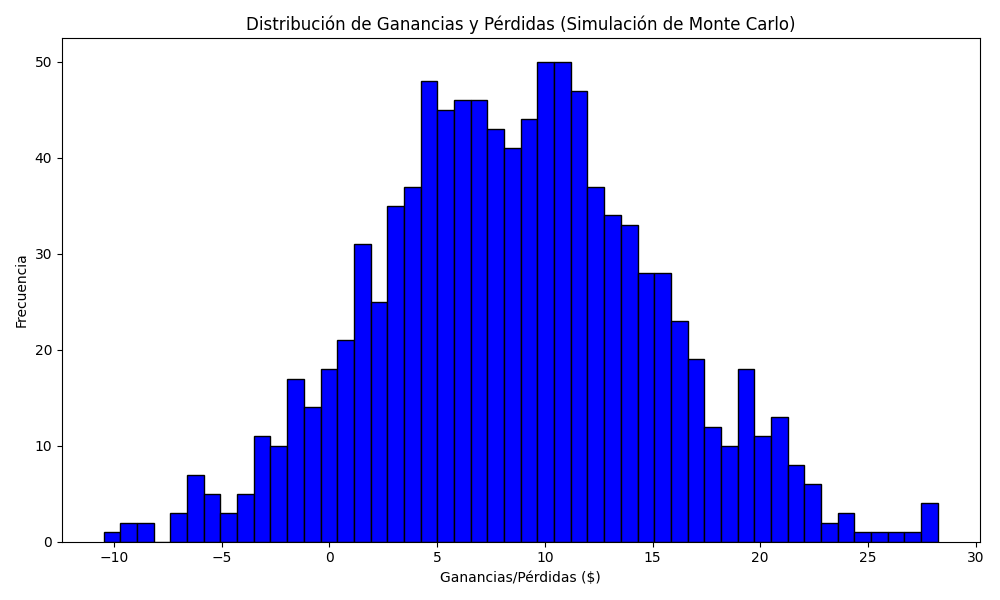 Distribución de Ganancias y Pérdidas (Simulación de Monte Carlo)
50
40
30
20
10
0
Frecuencia
−10 −5 0 5 10 15 20 25 30
Ganancias/Pérdidas ($)